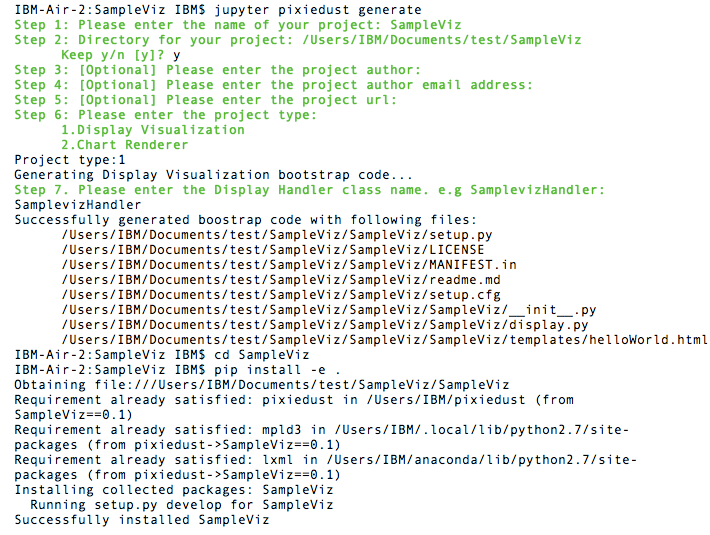 IBM-Air-2:SampleViz IBM$ jupyter pixiedust generate
Step 1: Please enter the name of your project: SampleViz
Step 2: Directory for your project: /Users/IBM/Documents/test/SampleViz
Keep y/n [y]? y
Step 3: [Optional] Please enter the project author:
Step 4: [Optional] Please enter the project author email address:
Step 5: [Optional] Please enter the project url:
Step 6: Please enter the project type:
1.Display Visualization
2.Chart Renderer
Project type:1
Generating Display Visualization bootstrap code...
Step 7. Please enter the Display Handler class name. e.g SamplevizHandler:
SamplevizHandler
Successfully generated boostrap code with following files:
/Users/IBM/Documents/test/SampleViz/SampleViz/setup.py
/Users/IBM/Documents/test/SampleViz/SampleViz/LICENSE
/Users/IBM/Documents/test/SampleViz/SampleViz/MANIFEST.in
/Users/IBM/Documents/test/SampleViz/SampleViz/readme.md
/Users/IBM/Documents/test/SampleViz/SampleViz/setup.cfg
/Users/IBM/Documents/test/SampleViz/SampleViz/SampleViz/__init__.py
/Users/IBM/Documents/test/SampleViz/SampleViz/SampleViz/display.py
/Users/IBM/Documents/test/SampleViz/SampleViz/SampleViz/templates/helloWorld.html
IBM-Air-2:SampleViz IBM$ cd SampleViz
IBM-Air-2:SampleViz IBM$ pip install -e .
Obtaining file:///Users/IBM/Documents/test/SampleViz/SampleViz
Requirement already satisfied: pixiedust in /Users/IBM/pixiedust (from
SampleViz==0.1)
Requirement already satisfied: mpld3 in /Users/IBM/.local/lib/python2.7/site-
packages (from pixiedust->SampleViz==0.1)
Requirement already satisfied: lxml in /Users/IBM/anaconda/lib/python2.7/site-
packages (from pixiedust->SampleViz==0.1)
Installing collected packages: SampleViz
Running setup.py develop for SampleViz
Successfully installed SampleViz